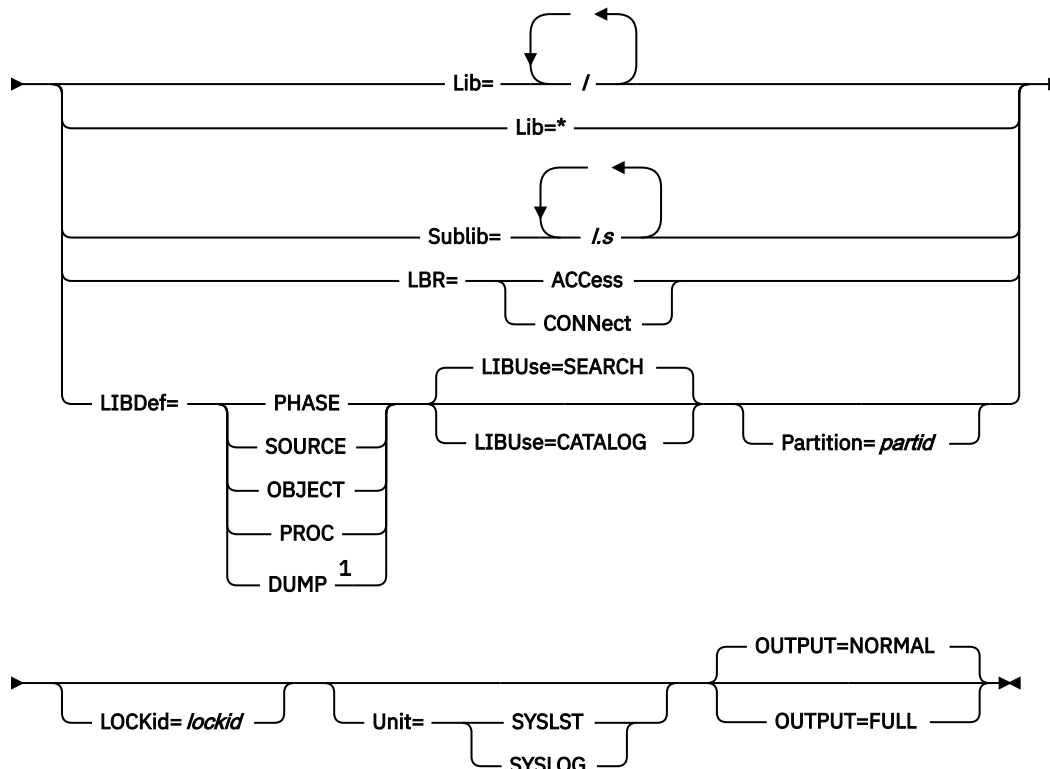 Lib= l
Lib=*
Sublib= l.s
LBR= ACCess
CONNect
LIBUse=SEARCH
LIBDef= PHASE
SOURCE LIBUse=CATALOG Partition= partid
OBJECT
PROC
DUMP 1
OUTPUT=NORMAL
LOCKid= lockid Unit= SYSLST OUTPUT=FULL
SYSLOG